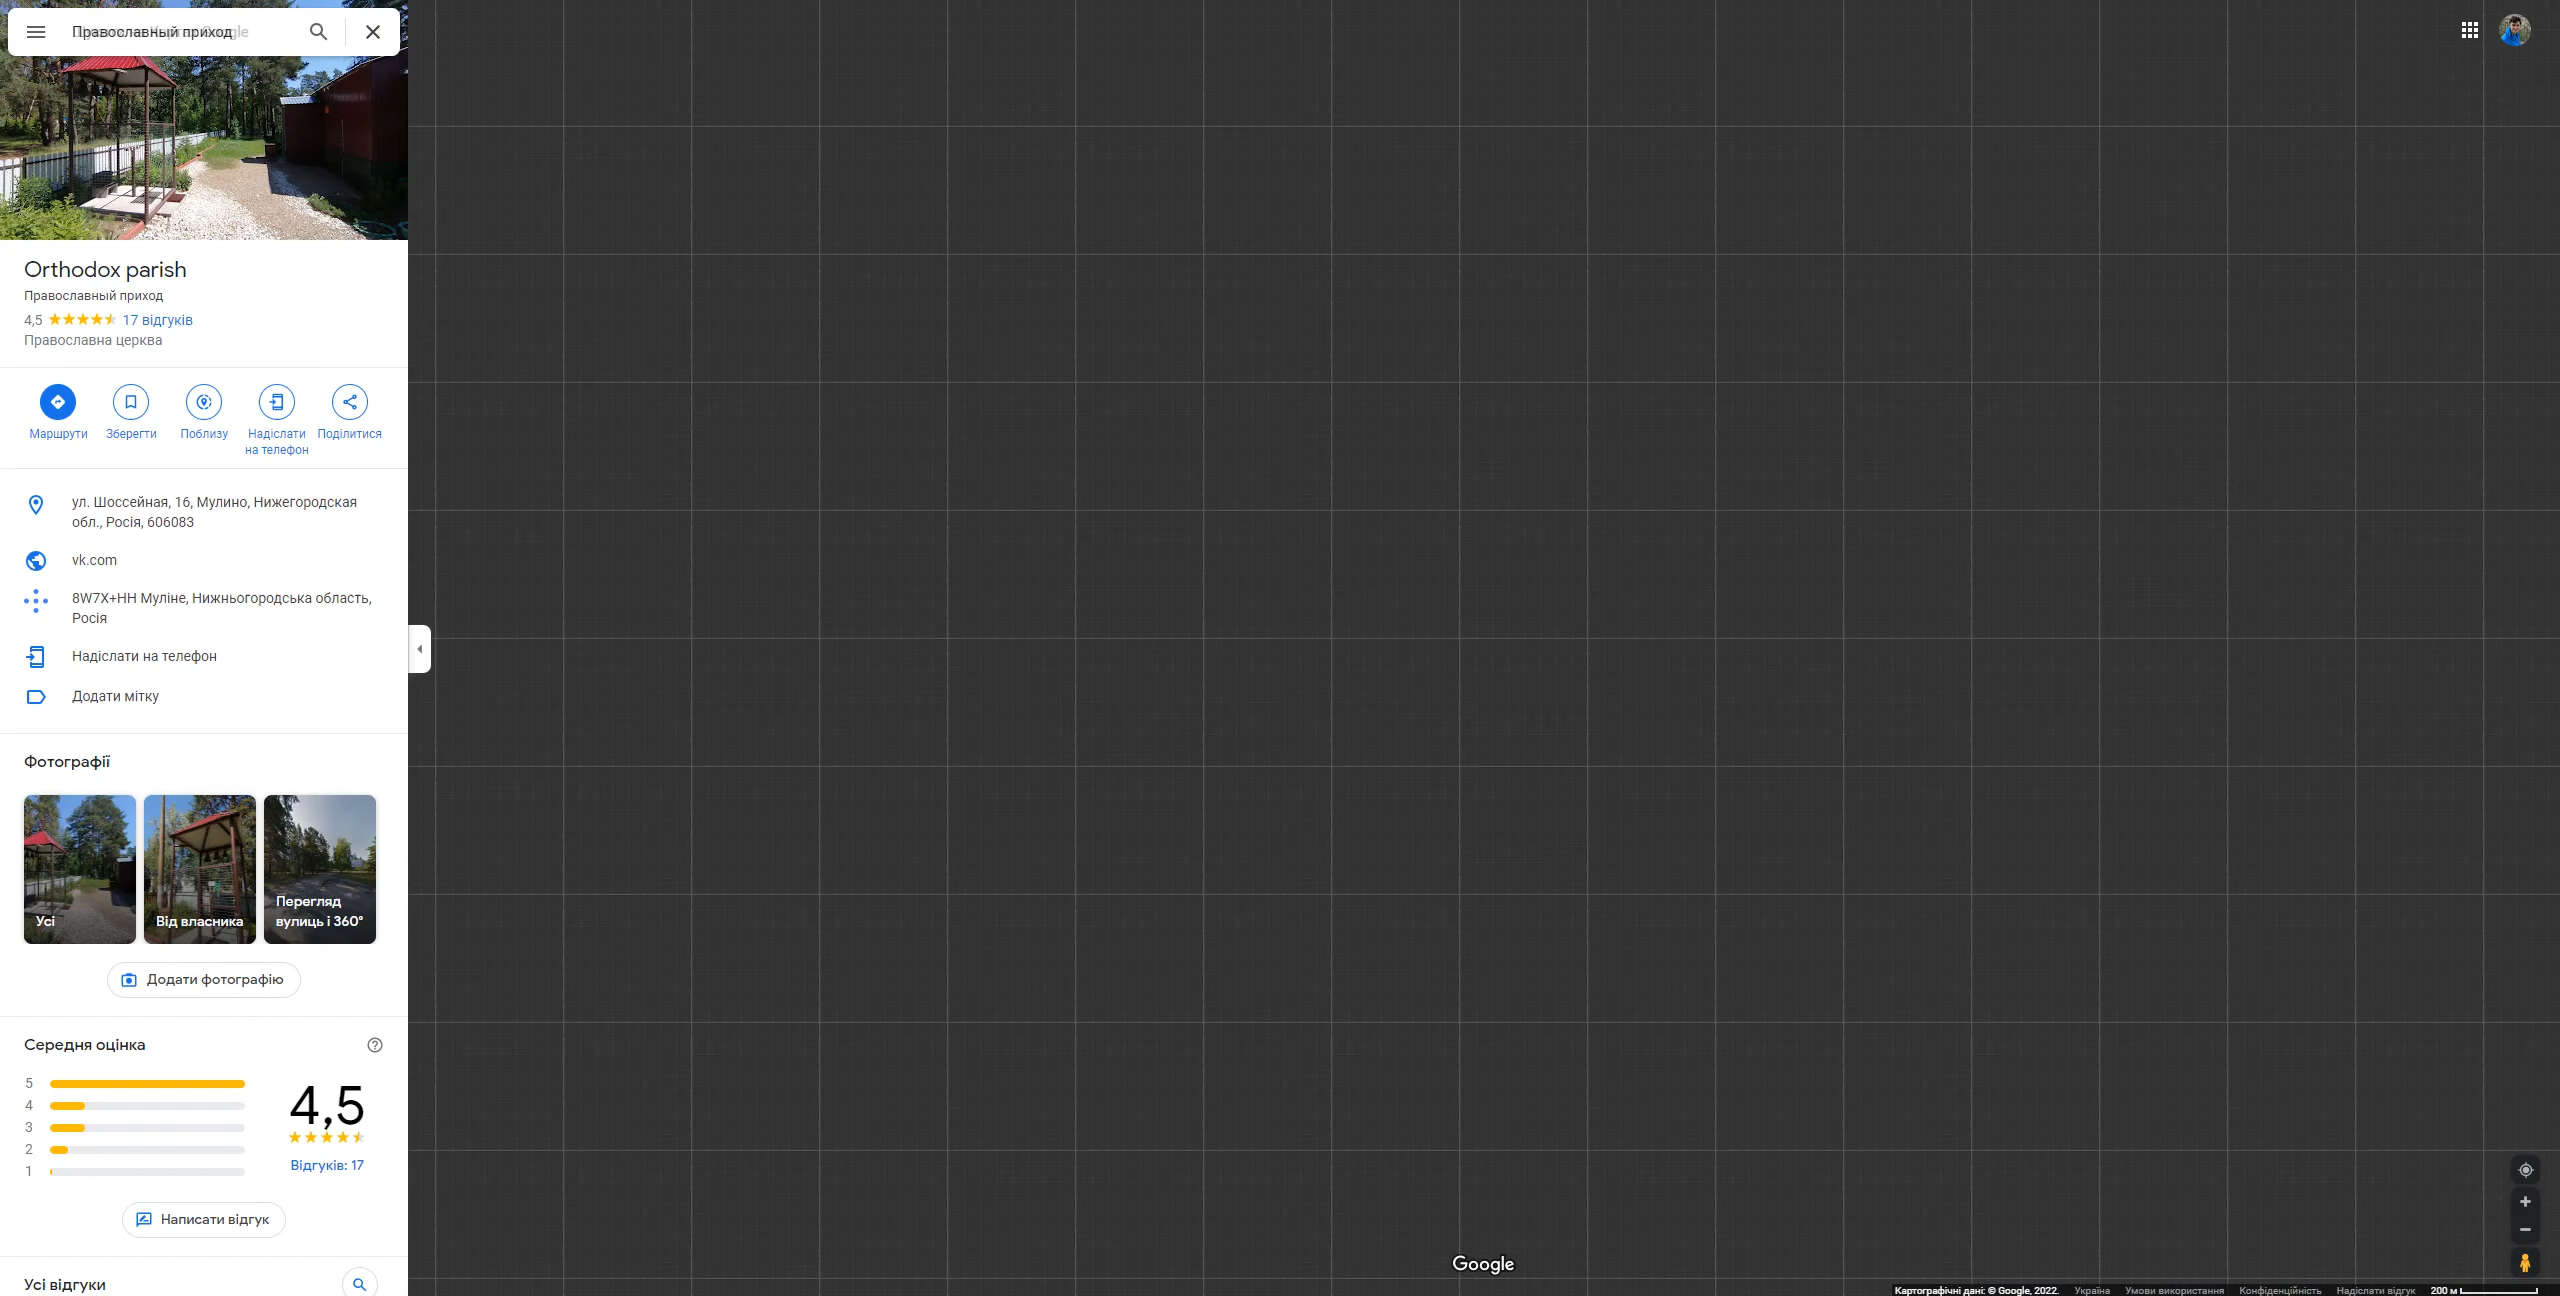 Православный приход
Orthodox parish
Православный приход
4,5 17 відгуків
Православна церква
Маршрути
Зберегти
Поблизу
Надіслати
на телефон
Поділитися
ул. Шоссейная, 16, Мулино, Нижегородская
обл., Росія, 606083
vk.com
8W7X+HH Муліне, Нижньогородська область,
Росія
Надіслати на телефон
Додати мітку
Фотографії
Усі
Від власника
Перегляд
вулиць і 360°
Додати фотографію
Середня оцінка
5
4
3
2
1
4,5
Відгуків: 17
Написати відгук
Усі відгуки
Google
Картографічні дані: © Google, 2022. Україна Умови використання Конфіденційність Надіслати відгук 200 м